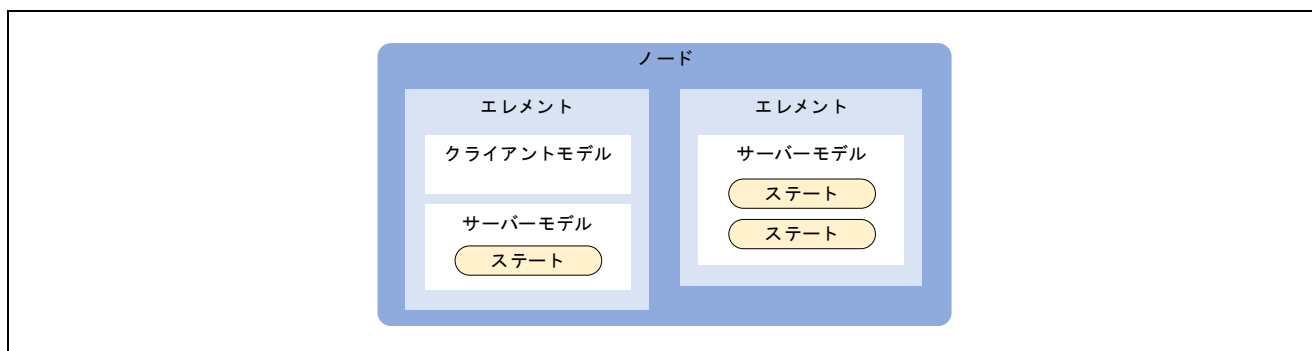 ノード
エレメント
クライアントモデル
サーバーモデル
ステート
エレメント
サーバーモデル
ステート
ステート